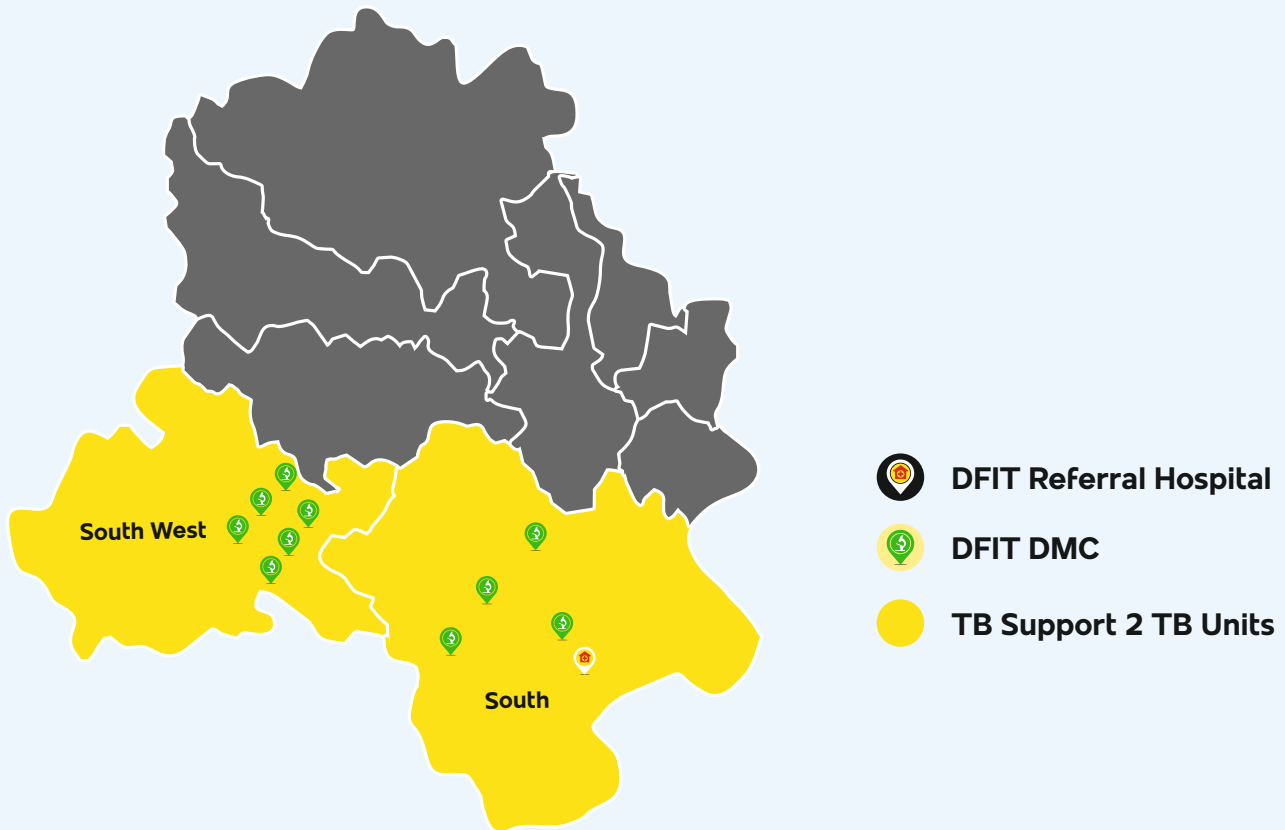 South West
South
DFIT Referral Hospital
DFIT DMC
TB Support 2 TB Units